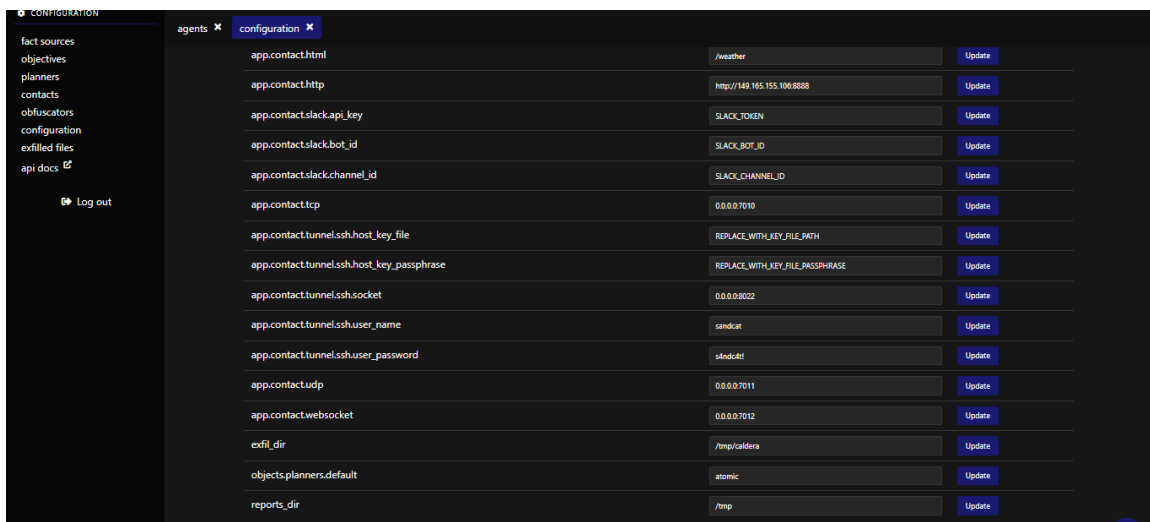 CONFIGURATION
fact sources
objectives
planners
contacts
obfuscators
configuration
exfilled files
api docs
Log out
agents × configuration ×
app.contact.html /weather Update
app.contact.http http://149.165.155.106:8888 Update
app.contact.slack.api_key SLACK_TOKEN Update
app.contact.slack.bot_id SLACK_BOT_ID Update
app.contact.slack.channel_id SLACK_CHANNEL_ID Update
app.contact.tcp 0.0.0.0:7010 Update
app.contact.tunnel.ssh.host_key_file REPLACE_WITH_KEY_FILE_PATH Update
app.contact.tunnel.ssh.host_key_passphrase REPLACE_WITH_KEY_FILE_PASSPHRASE Update
app.contact.tunnel.ssh.socket 0.0.0.0:8022 Update
app.contact.tunnel.ssh.user_name sandcat Update
app.contact.tunnel.ssh.user_password s4ndc4t! Update
app.contact.udp 0.0.0.0:7011 Update
app.contact.websocket 0.0.0.0:7012 Update
exfil_dir /tmp/caldera Update
objects.planners.default atomic Update
reports_dir /tmp Update